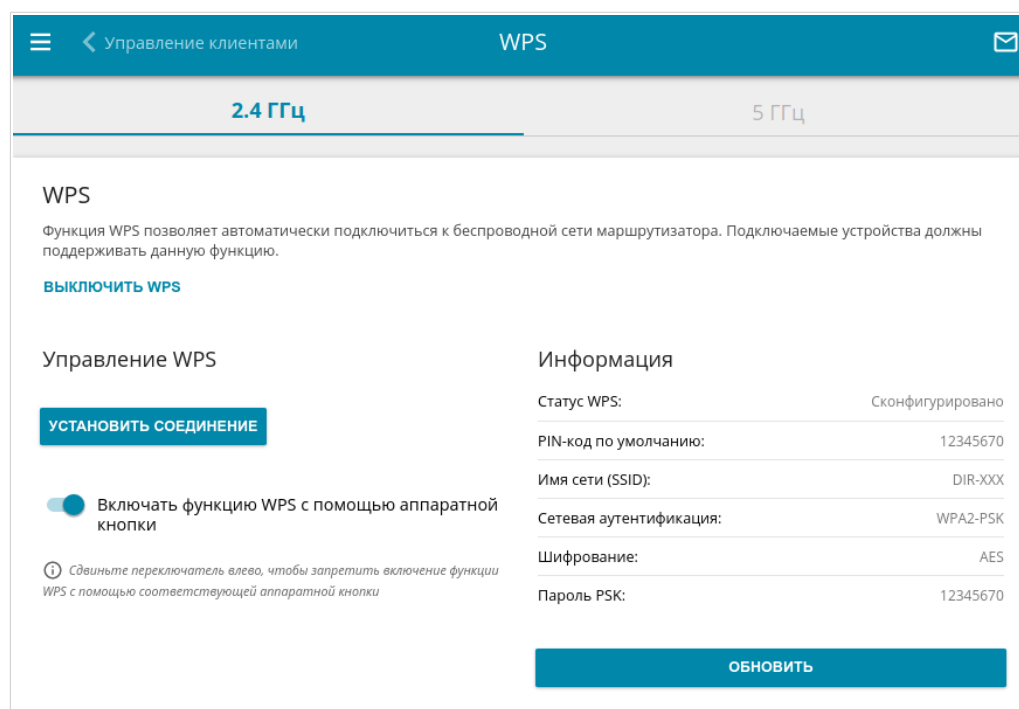 Управление клиентами
WPS
2.4 ГГц
5 ГГц
WPS
Функция WPS позволяет автоматически подключиться к беспроводной сети маршрутизатора. Подключаемые устройства должны
поддерживать данную функцию.
ВЫКЛЮЧИТЬ WPS
Управление WPS
УСТАНОВИТЬ СОЕДИНЕНИЕ
Включать функцию WPS с помощью аппаратной
кнопки
Сдвиньте переключатель влево, чтобы запретить включение функции
WPS с помощью соответствующей аппаратной кнопки
Информация
Статус WPS: Сконфигурировано
PIN-код по умолчанию: 12345670
Имя сети (SSID): DIR-XXX
Сетевая аутентификация: WPA2-PSK
Шифрование: AES
Пароль PSK: 12345670
ОБНОВИТЬ